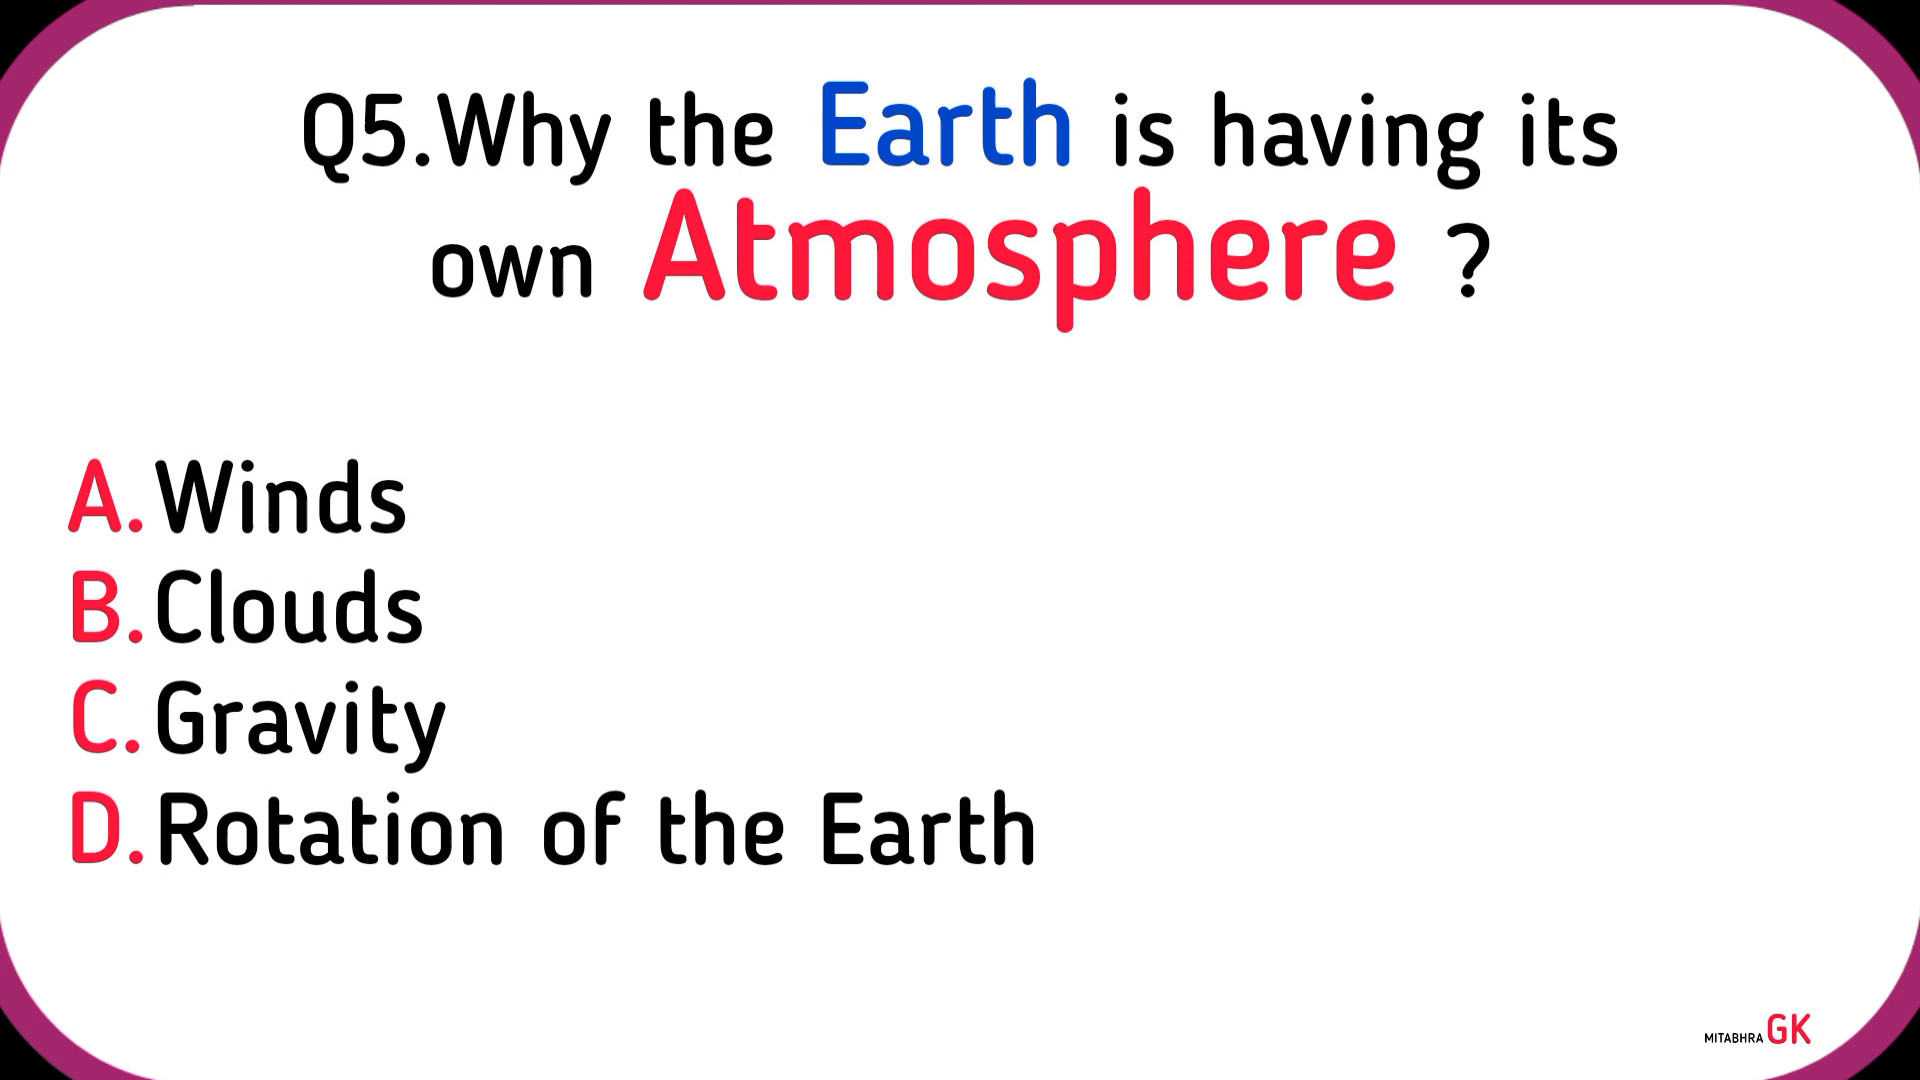 Q5.Why the Earth is having its
own Atmosphere ?
A.Winds
B.Clouds
C.Gravity
D.Rotation of the Earth
MITABHRA GK